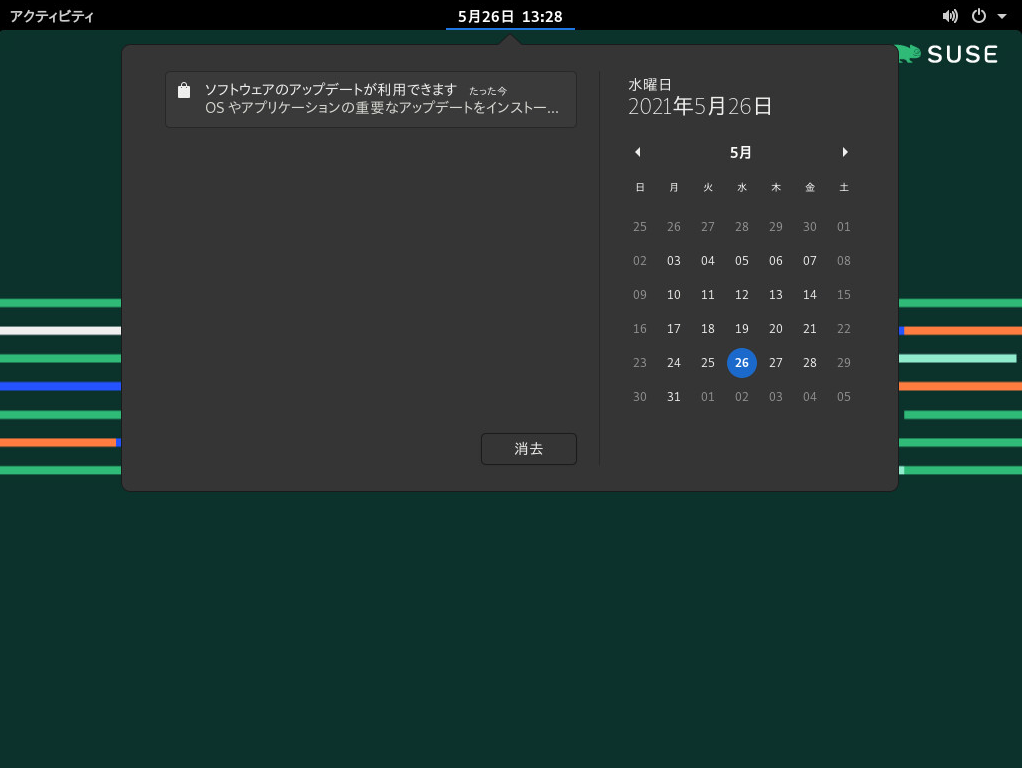 アクティビティ
5月26日 13:28
SUSE
ソフトウェアのアップデートが利用できます たった今
OS やアプリケーションの重要なアップデートをインストー...
消去
水曜日
2021年5月26日
5月
日 月 火 水 木 金 土
25 26 27 28 29 30 01
02 03 04 05 06 07 08
09 10 11 12 13 14 15
16 17 18 19 20 21 22
23 24 25 26 27 28 29
30 31 01 02 03 04 05